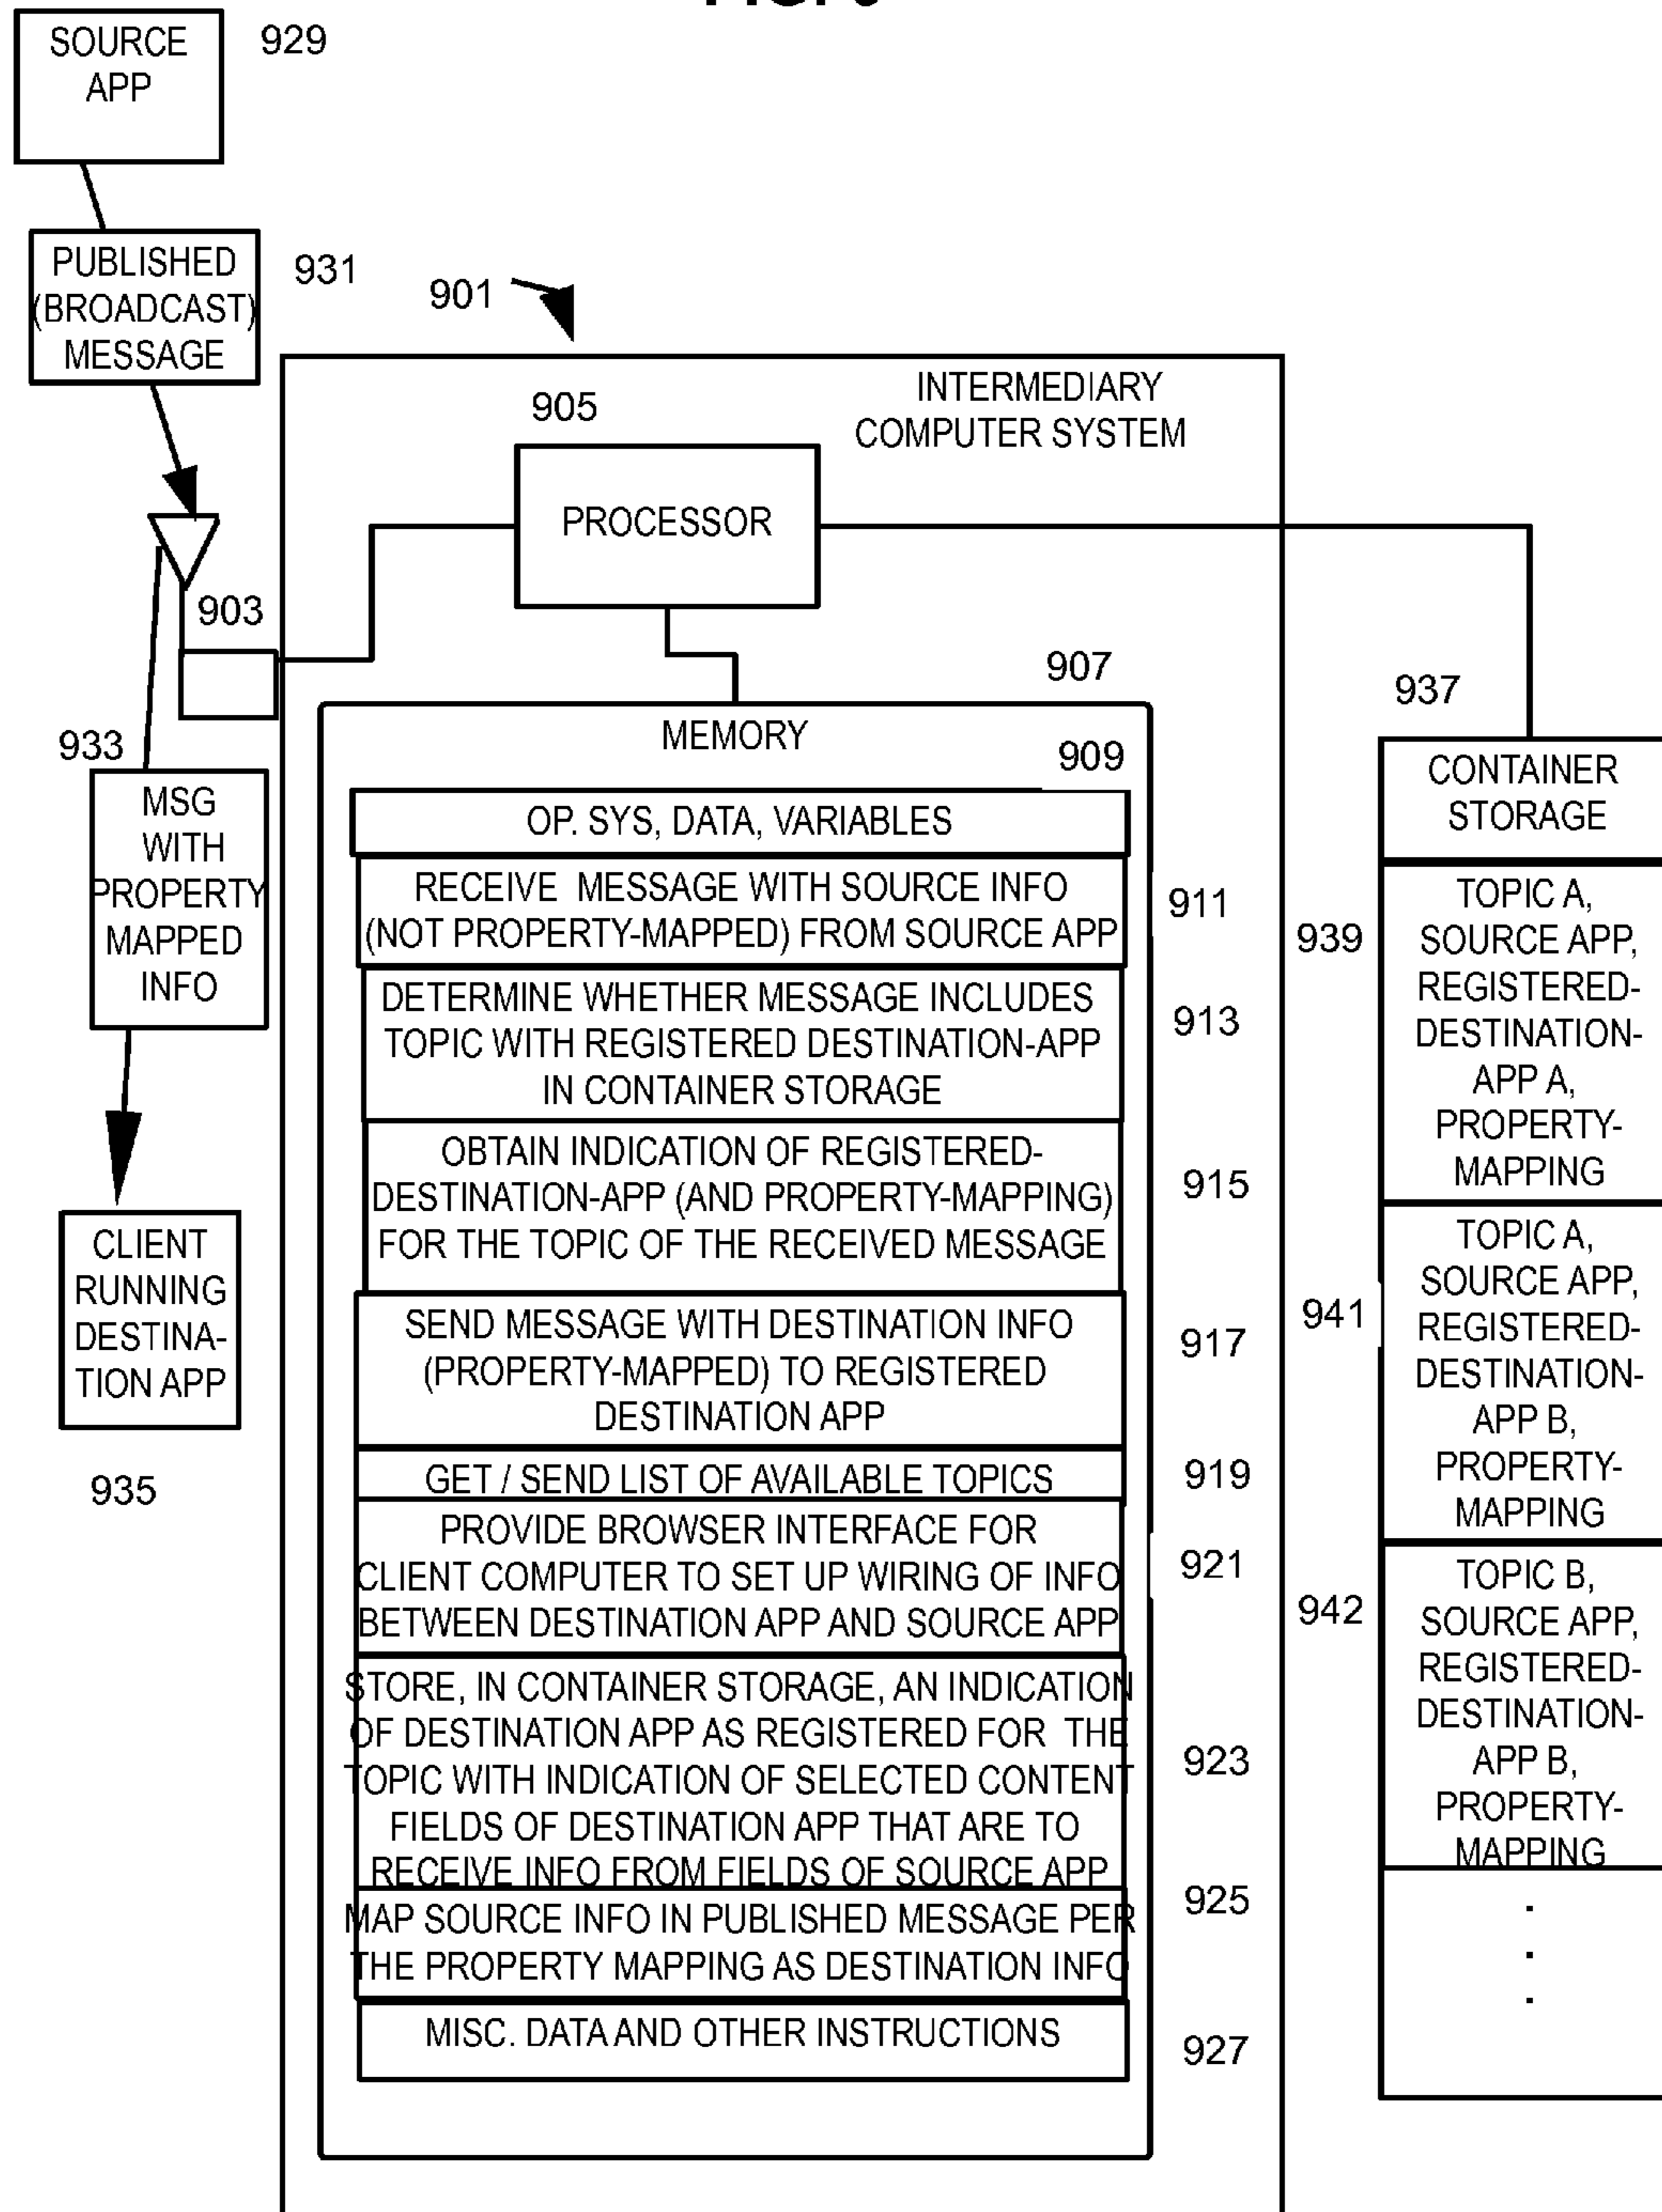 SOURCE
APP
929
PUBLISHED
(BROADCAST)
MESSAGE
931
901
INTERMEDIARY
COMPUTER SYSTEM
905
PROCESSOR
903
907
937
933
MEMORY
909
MSG
WITH
PROPERTY
MAPPED
INFO
OP. SYS, DATA, VARIABLES
RECEIVE MESSAGE WITH SOURCE INFO
(NOT PROPERTY-MAPPED) FROM SOURCE APP
911
DETERMINE WHETHER MESSAGE INCLUDES
TOPIC WITH REGISTERED DESTINATION-APP
IN CONTAINER STORAGE
913
OBTAIN INDICATION OF REGISTERED-
DESTINATION-APP (AND PROPERTY-MAPPING)
FOR THE TOPIC OF THE RECEIVED MESSAGE
915
CLIENT
RUNNING
DESTINA-
TION APP
935
SEND MESSAGE WITH DESTINATION INFO
(PROPERTY-MAPPED) TO REGISTERED
DESTINATION APP
917
GET / SEND LIST OF AVAILABLE TOPICS
919
PROVIDE BROWSER INTERFACE FOR
CLIENT COMPUTER TO SET UP WIRING OF INFO
BETWEEN DESTINATION APP AND SOURCE APP
921
STORE, IN CONTAINER STORAGE, AN INDICATION
OF DESTINATION APP AS REGISTERED FOR THE
TOPIC WITH INDICATION OF SELECTED CONTENT
FIELDS OF DESTINATION APP THAT ARE TO
RECEIVE INFO FROM FIELDS OF SOURCE APP
923
MAP SOURCE INFO IN PUBLISHED MESSAGE PER
THE PROPERTY MAPPING AS DESTINATION INFO
925
MISC. DATA AND OTHER INSTRUCTIONS
927
CONTAINER
STORAGE
939
TOPIC A,
SOURCE APP,
REGISTERED-
DESTINATION-
APP A,
PROPERTY-
MAPPING
941
TOPIC A,
SOURCE APP,
REGISTERED-
DESTINATION-
APP B,
PROPERTY-
MAPPING
942
TOPIC B,
SOURCE APP,
REGISTERED-
DESTINATION-
APP B,
PROPERTY-
MAPPING
.
.
.